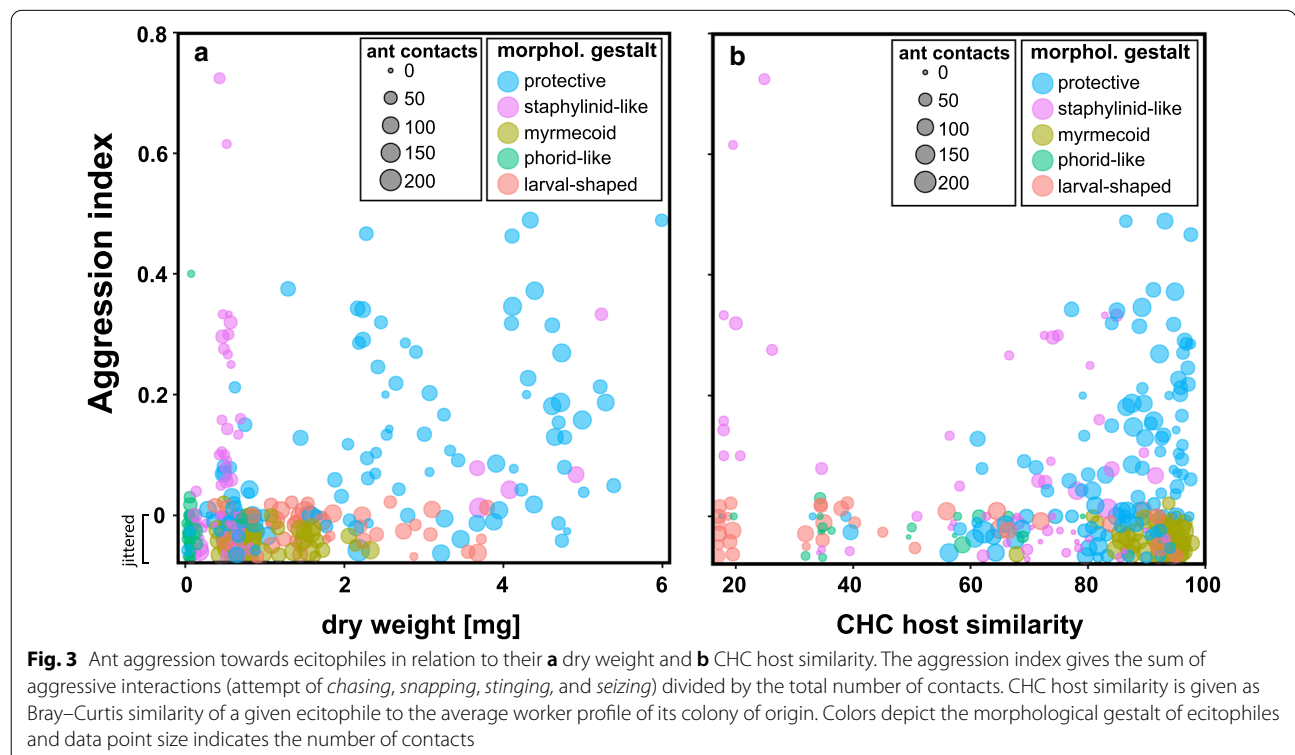 a
ant contacts
0
50
100
150
200
morphol. gestalt
protective
staphylinid-like
myrmecoid
phorid-like
larval-shaped
0.8
0.6
0.4
0.2
0
Aggression index
jittered
0 2 4 6
dry weight [mg]
b
ant contacts
0
50
100
150
200
morphol. gestalt
protective
staphylinid-like
myrmecoid
phorid-like
larval-shaped
20 40 60 80 100
CHC host similarity
Fig. 3 Ant aggression towards ecitophiles in relation to their a dry weight and b CHC host similarity. The aggression index gives the sum of
aggressive interactions (attempt of chasing, snapping, stinging, and seizing) divided by the total number of contacts. CHC host similarity is given as
Bray–Curtis similarity of a given ecitophile to the average worker profile of its colony of origin. Colors depict the morphological gestalt of ecitophiles
and data point size indicates the number of contacts